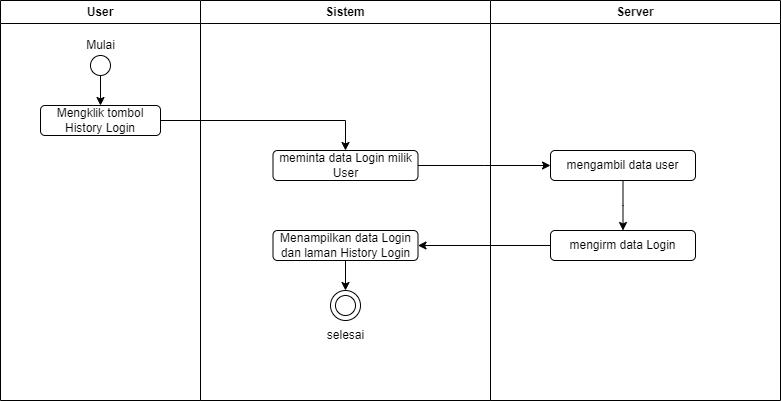 User
Sistem
Server
Mulai
Mengklik tombol
History Login
meminta data Login milik
User
mengambil data user
mengirm data Login
Menampilkan data Login
dan laman History Login
selesai